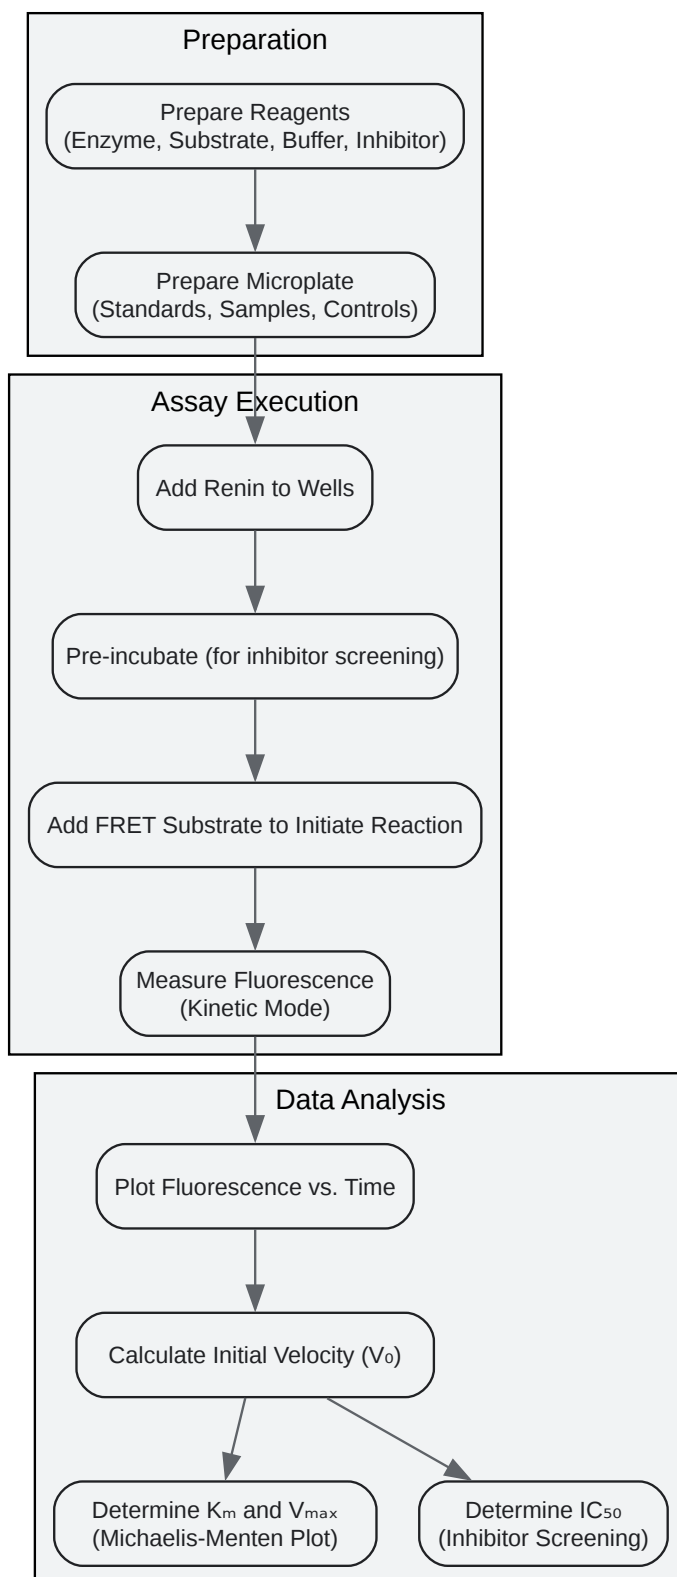 Preparation
Prepare Reagents
(Enzyme, Substrate, Buffer, Inhibitor)
Prepare Microplate
(Standards, Samples, Controls)
Assay Execution
Add Renin to Wells
Pre-incubate (for inhibitor screening)
Add FRET Substrate to Initiate Reaction
Measure Fluorescence
(Kinetic Mode)
Data Analysis
Plot Fluorescence vs. Time
Calculate Initial Velocity (V₀)
Determine Kₘ and Vₘₐₓ
(Michaelis-Menten Plot)
Determine IC₅₀
(Inhibitor Screening)